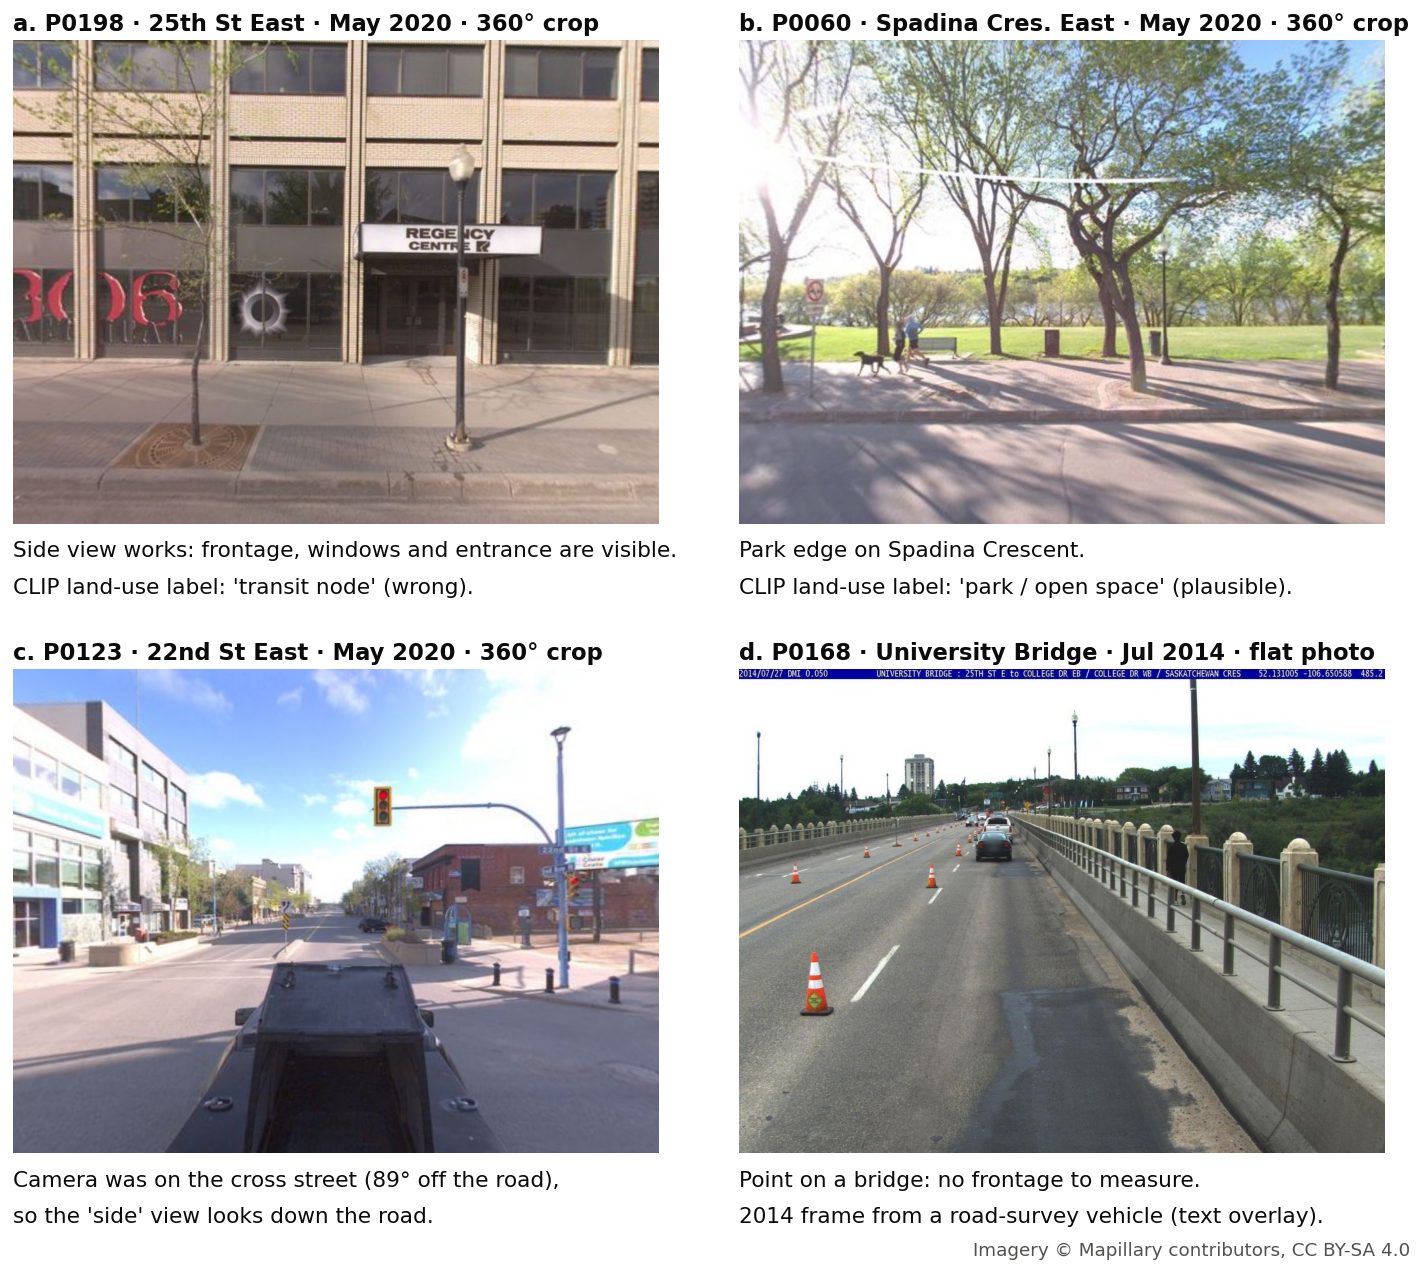 a. P0198 · 25th St East · May 2020 · 360° crop
306
REGENCY
CENTRE
Side view works: frontage, windows and entrance are visible.
CLIP land-use label: 'transit node' (wrong).
b. P0060 · Spadina Cres. East · May 2020 · 360° crop
Park edge on Spadina Crescent.
CLIP land-use label: 'park / open space' (plausible).
c. P0123 · 22nd St East · May 2020 · 360° crop
22nd St E
Camera was on the cross street (89° off the road),
so the 'side' view looks down the road.
d. P0168 · University Bridge · Jul 2014 · flat photo
2014/07/27 DMI 0.050 UNIVERSITY BRIDGE : 25TH ST E to COLLEGE DR EB / COLLEGE DR WB / SASKATCHEWAN CRES 52.131005 -106.650588 485.2
Point on a bridge: no frontage to measure.
2014 frame from a road-survey vehicle (text overlay).
Imagery © Mapillary contributors, CC BY-SA 4.0